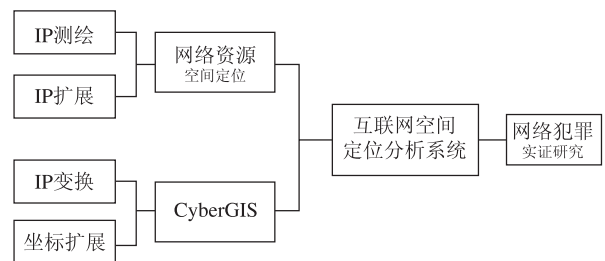 IP测绘
IP扩展
网络资源
空间定位
IP变换
坐标扩展
CyberGIS
互联网空间
定位分析系统
网络犯罪
实证研究